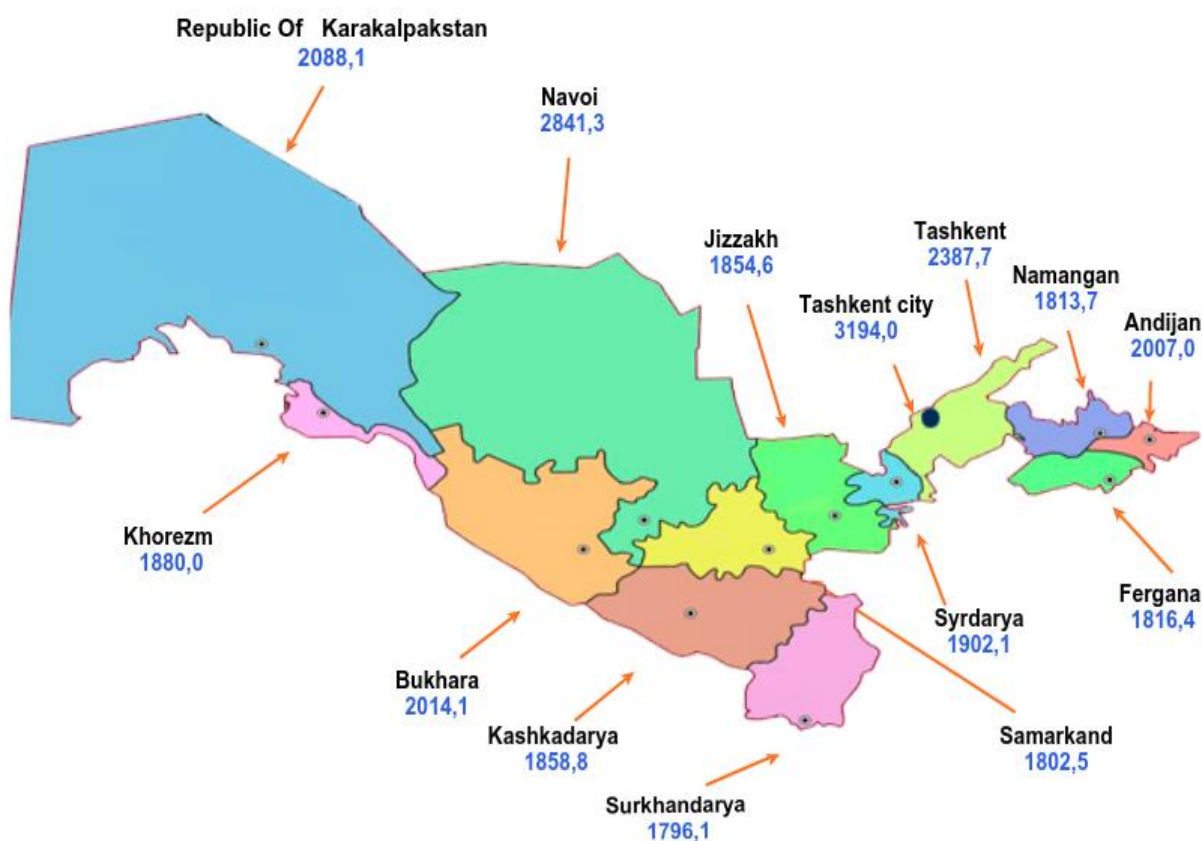 Republic Of Karakalpakstan
2088,1
Navoi
2841,3
Jizzakh
1854,6
Tashkent
2387,7
Tashkent city
3194,0
Namangan
1813,7
Andijan
2007,0
Khorezm
1880,0
Bukhara
2014,1
Kashkadarya
1858,8
Surkhandarya
1796,1
Samarkand
1802,5
Syrdarya
1902,1
Fergana
1816,4